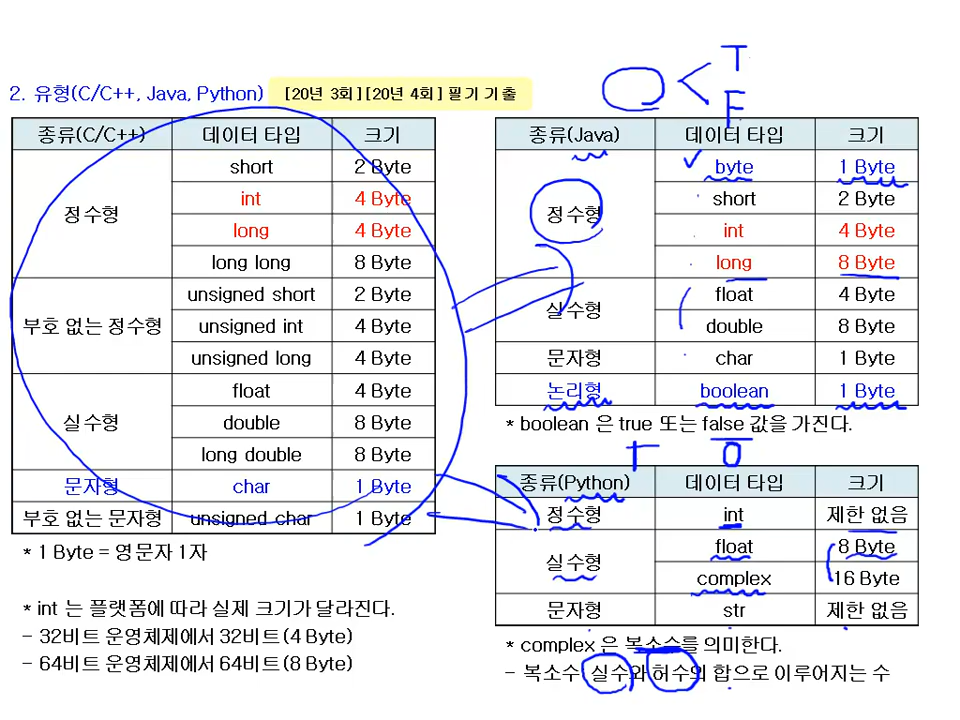 2. 유형(C/C++, Java, Python) [20년 3회][20년 4회] 필기 기출
종류(C/C++) 데이터 타입 크기
정수형 short 2 Byte
int 4 Byte
long 4 Byte
long long 8 Byte
부호 없는 정수형 unsigned short 2 Byte
unsigned int 4 Byte
unsigned long 4 Byte
실수형 float 4 Byte
double 8 Byte
long double 8 Byte
문자형 char 1 Byte
부호 없는 문자형 unsigned char 1 Byte
* 1 Byte = 영문자 1자
* int 는 플랫폼에 따라 실제 크기가 달라진다.
- 32비트 운영체제에서 32비트(4 Byte)
- 64비트 운영체제에서 64비트(8 Byte)
T
F
종류(Java) 데이터 타입 크기
정수형 byte 1 Byte
short 2 Byte
int 4 Byte
long 8 Byte
실수형 float 4 Byte
double 8 Byte
문자형 char 1 Byte
논리형 boolean 1 Byte
* boolean 은 true 또는 false 값을 가진다.
1 0
종류(Python) 데이터 타입 크기
정수형 int 제한 없음
실수형 float 8 Byte
complex 16 Byte
문자형 str 제한 없음
* complex 은 복소수를 의미한다.
- 복소수 실수와 허수의 합으로 이루어지는 수